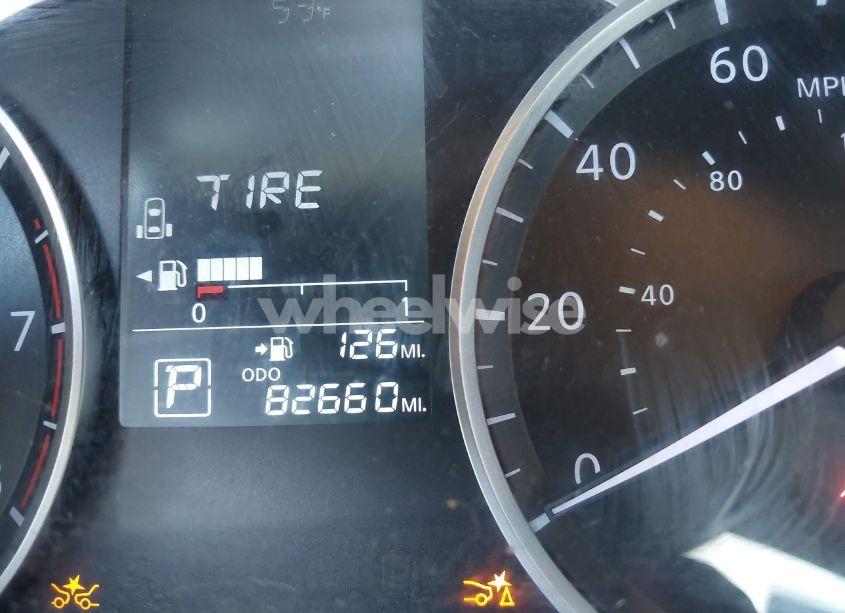 TIRE
0 1
126 MI.
P ODO
82660 MI.
7
60
MPH
40
80
20
40
0
wheelwise